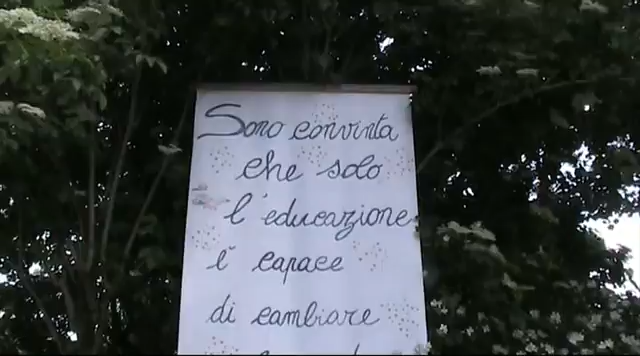 Sono convinta
che solo
l'educazione
è capace
di cambiare